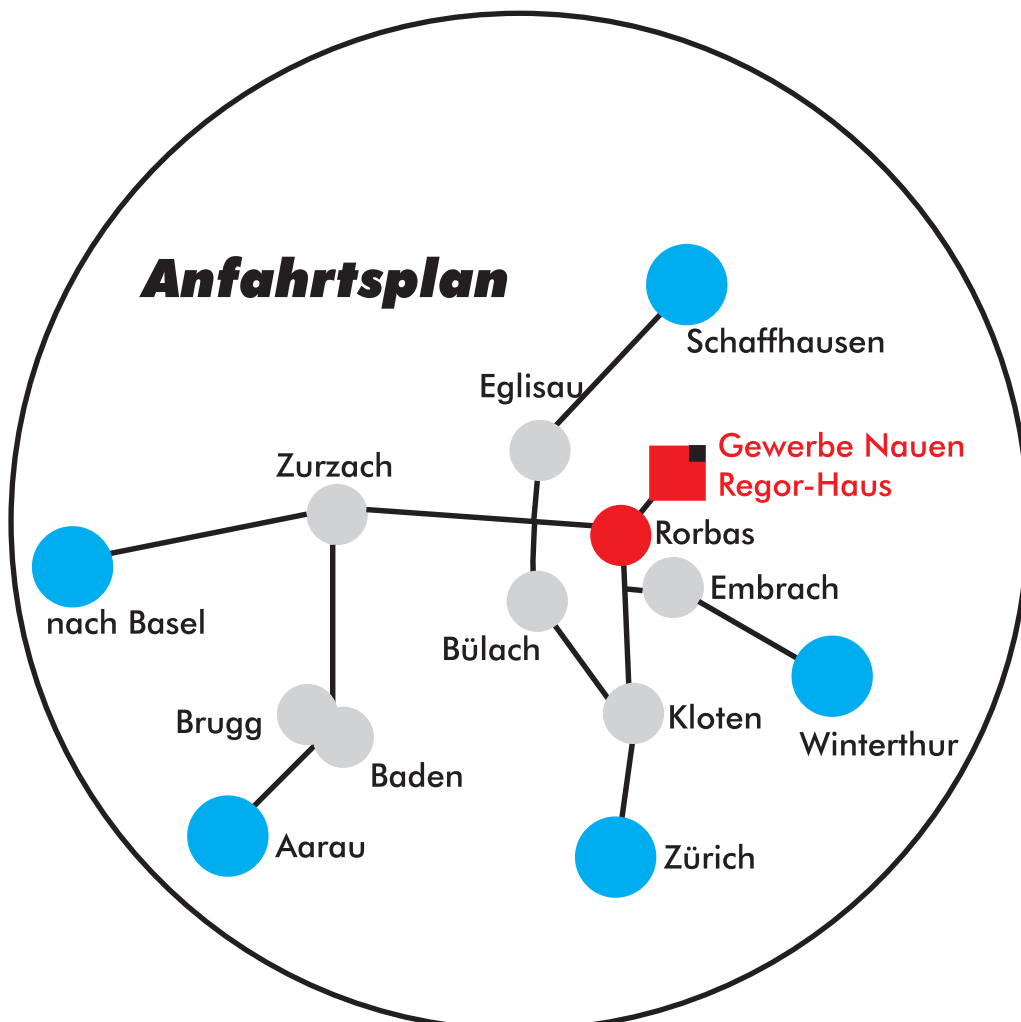 Anfahrtsplan
Schaffhausen
Eglisau
Gewerbe Nauen
Regor-Haus
Zurzach
Rorbas
Embrach
nach Basel
Bülach
Kloten
Brugg
Winterthur
Baden
Aarau
Zürich